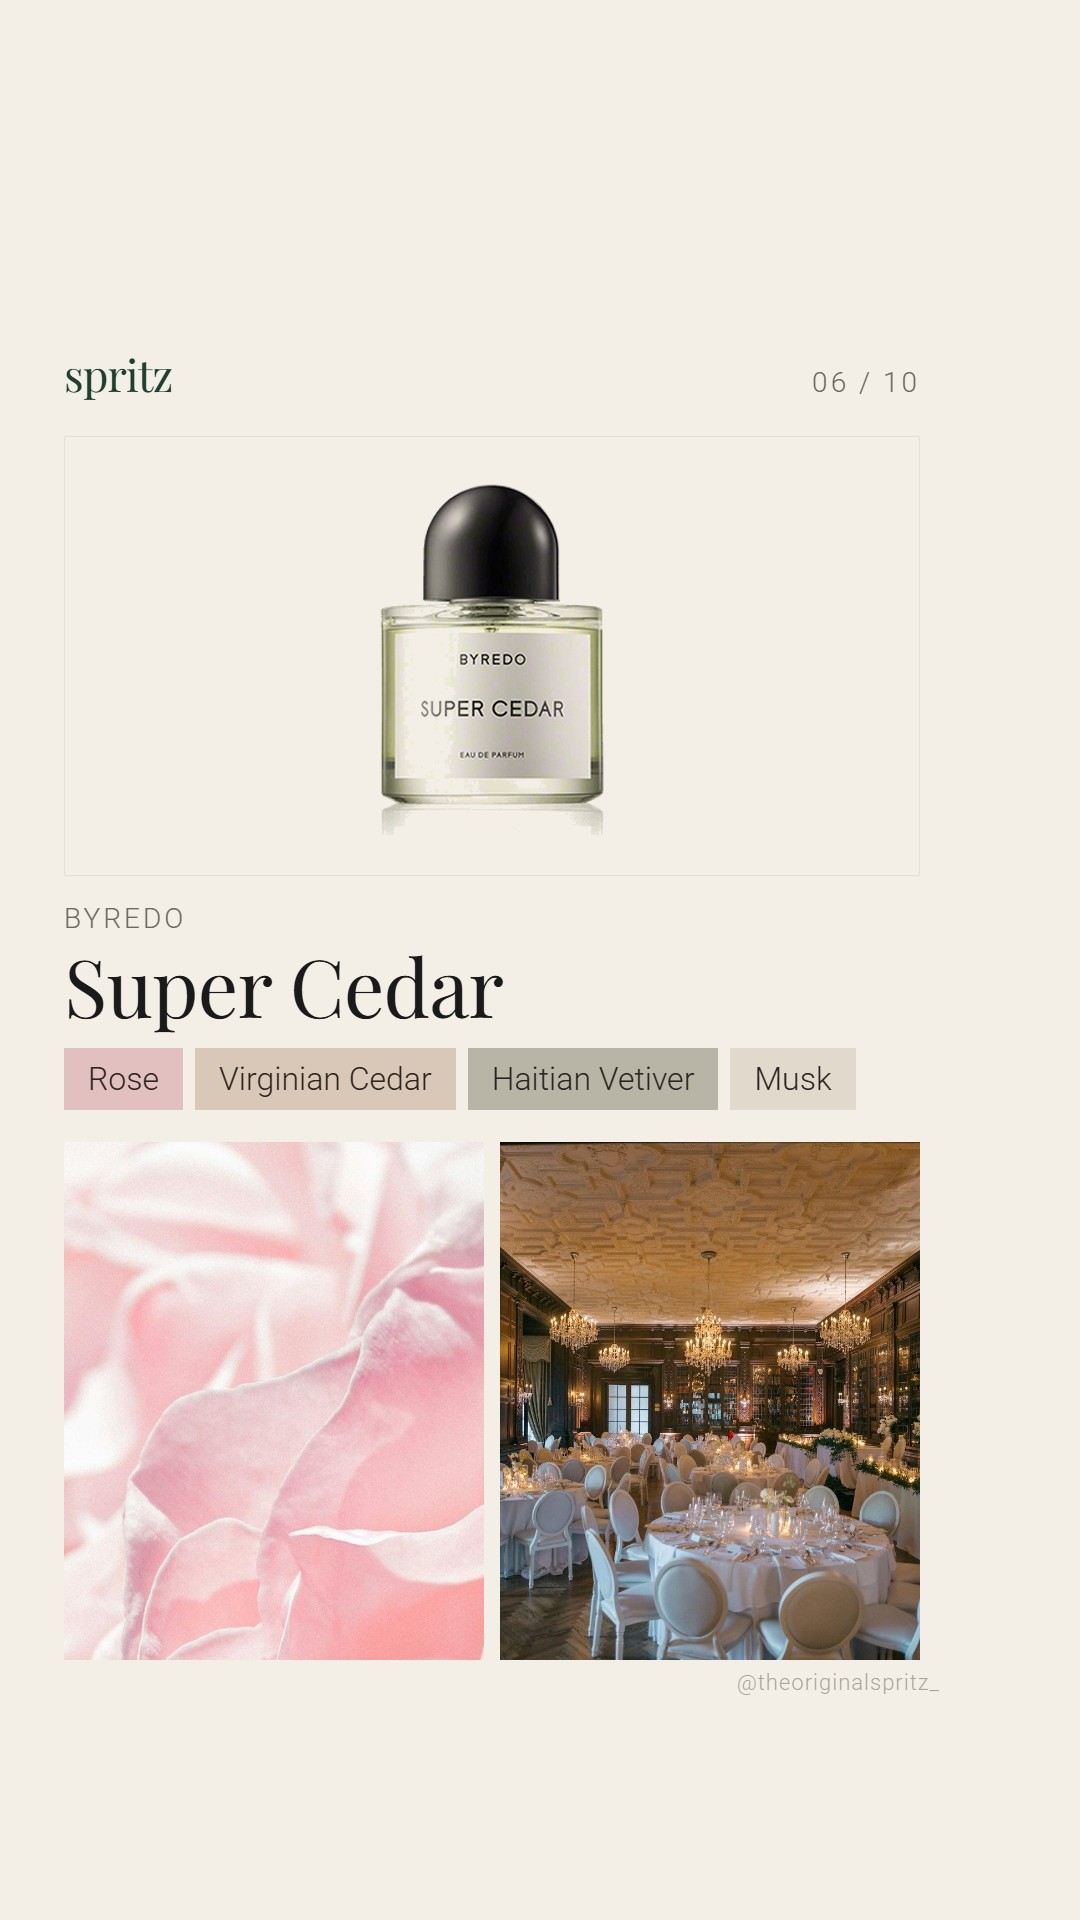 spritz
06 / 10
BYREDO
SUPER CEDAR
EAU DE PARFUM
BYREDO
Super Cedar
Rose
Virginian Cedar
Haitian Vetiver
Musk
@theoriginalspritz_